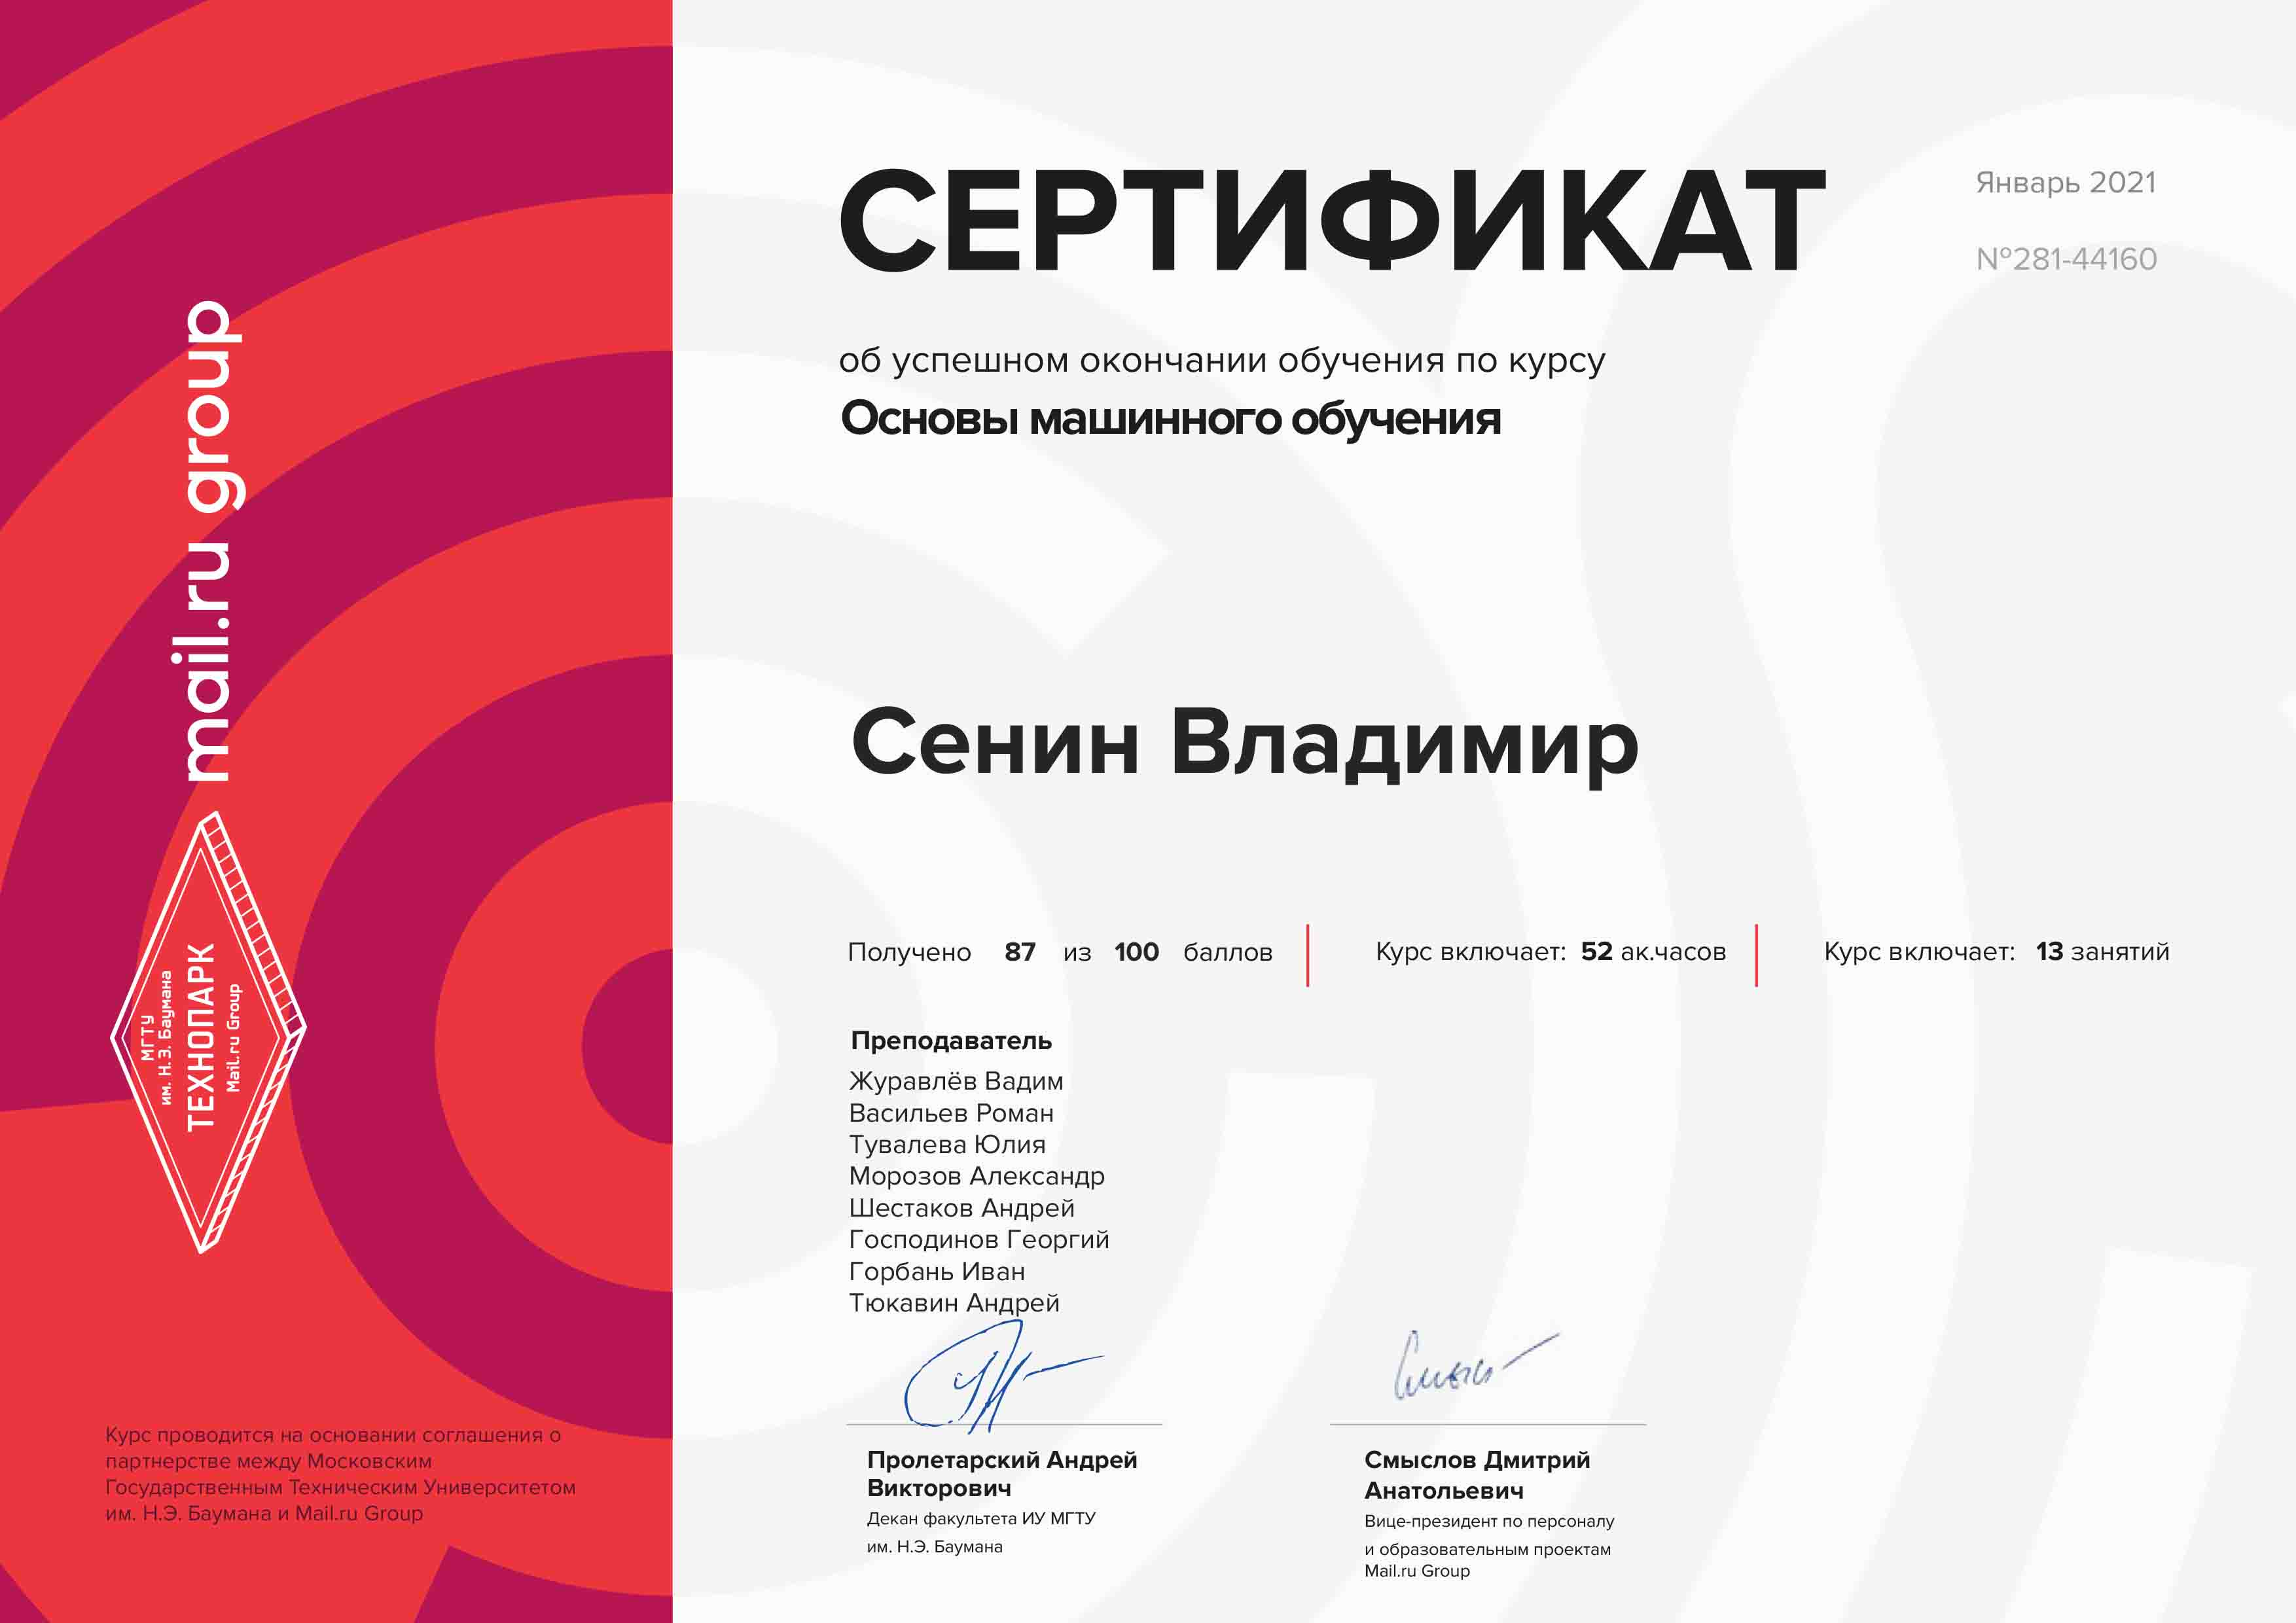 mail.ru group
МГТУ
им. Н.Э. Баумана
ТЕХНОПАРК
Mail.ru Group
Курс проводится на основании соглашения о
партнерстве между Московским
Государственным Техническим Университетом
им. Н.Э. Баумана и Mail.ru Group
СЕРТИФИКАТ
Январь 2021
№281-44160
об успешном окончании обучения по курсу
Основы машинного обучения
Сенин Владимир
Получено 87 из 100 баллов
Курс включает: 52 ак.часов
Курс включает: 13 занятий
Преподаватель
Журавлёв Вадим
Васильев Роман
Тувалева Юлия
Морозов Александр
Шестаков Андрей
Господинов Георгий
Горбань Иван
Тюкавин Андрей
Пролетарский Андрей
Викторович
Декан факультета ИУ МГТУ
им. Н.Э. Баумана
Смыслов Дмитрий
Анатольевич
Вице-президент по персоналу
и образовательным проектам
Mail.ru Group